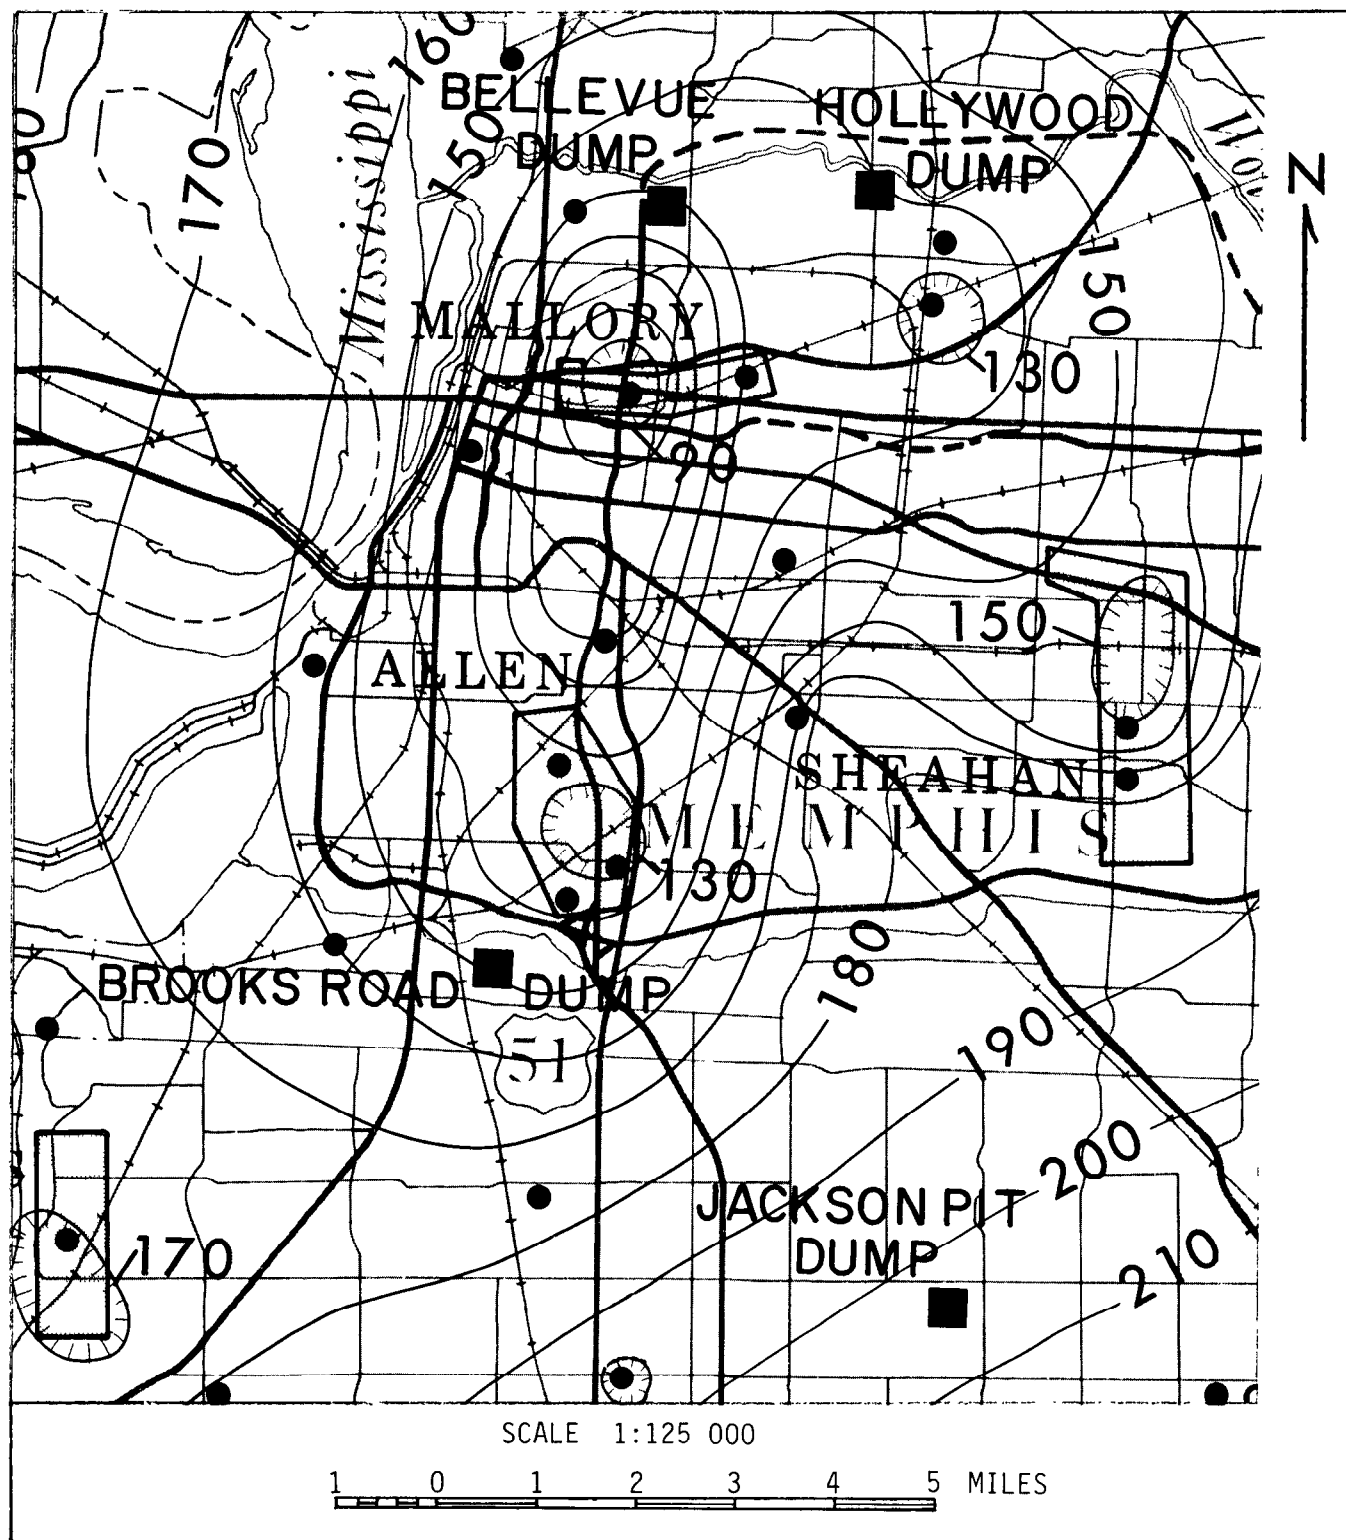 160
BELLEVUE
DUMP
HOLLYWOOD
DUMP
Mississippi
150
170
N
150
MALLORY
130
90
150
ALLEN
SHEAHAN
MEMPHIS
130
180
BROOKS ROAD DUMP
51
190
200
JACKSON PIT
DUMP
170
210
SCALE 1:125 000
1 0 1 2 3 4 5 MILES